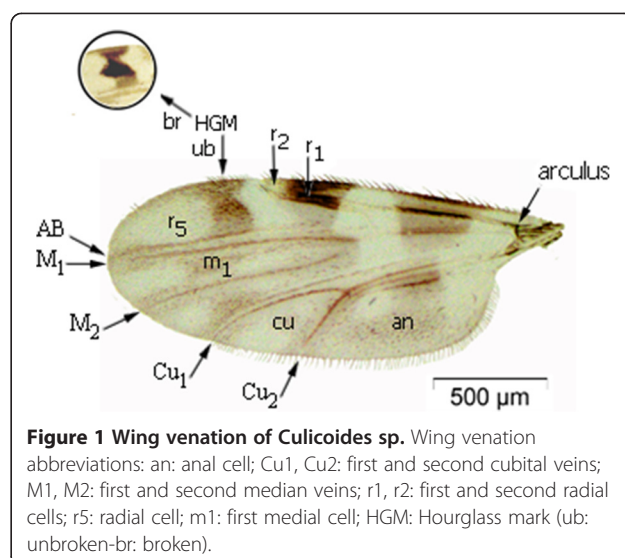 br HGM
ub
r2
r1
arculus
AB
M1
r5
m1
M2
cu
an
Cu1
Cu2
500 µm
Figure 1 Wing venation of Culicoides sp. Wing venation
abbreviations: an: anal cell; Cu1, Cu2: first and second cubital veins;
M1, M2: first and second median veins; r1, r2: first and second radial
cells; r5: radial cell; m1: first medial cell; HGM: Hourglass mark (ub:
unbroken-br: broken).